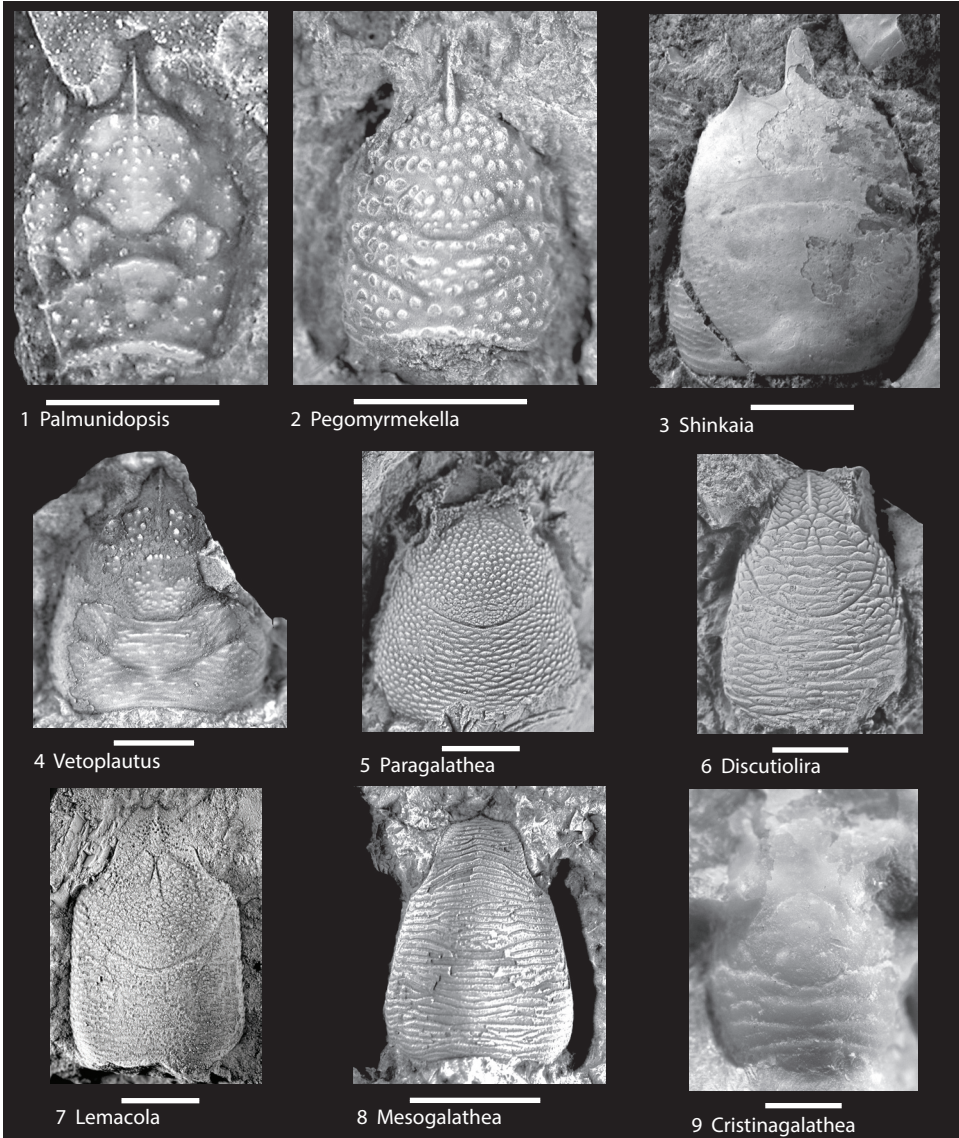 1 Palmunidopsis
2 Pegomyrmekella
3 Shinkaia
4 Vetoplautus
5 Paragalathea
6 Discutiolira
7 Lemacola
8 Mesogalathea
9 Cristinagalathea